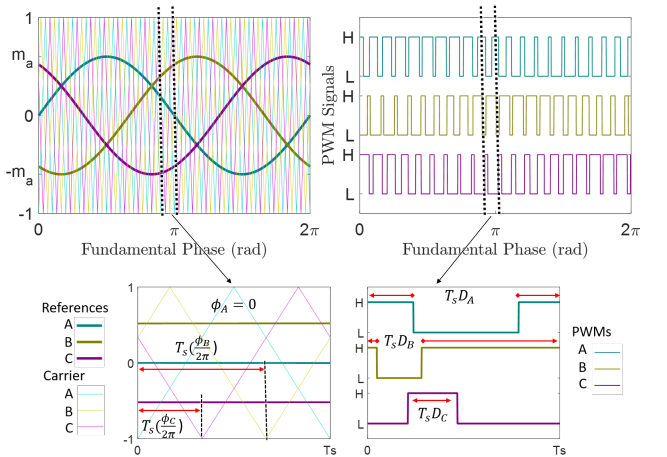 1
m_a
0
-m_a
-1
0
π
2π
Fundamental Phase (rad)
PWM Signals
H
L
H
L
H
L
0
π
2π
Fundamental Phase (rad)
References
A
B
C
Carrier
A
B
C
1
0
-1
ϕ_A = 0
T_s(ϕ_B/2π)
T_s(ϕ_C/2π)
0
Ts
H
L
H
L
H
L
T_sD_A
T_sD_B
T_sD_C
0
Ts
PWMs
A
B
C